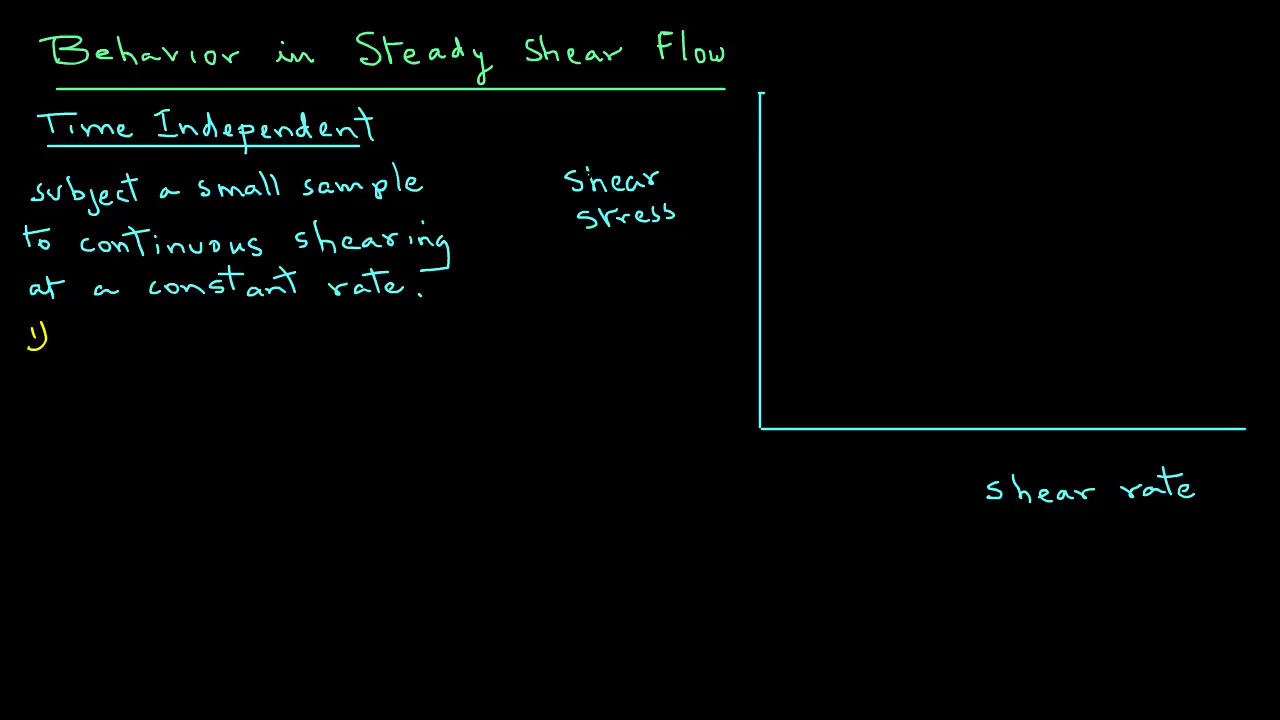 Behavior in Steady Shear Flow
Time Independent
subject a small sample
to continuous shearing
at a constant rate.
1)
shear
stress
shear rate